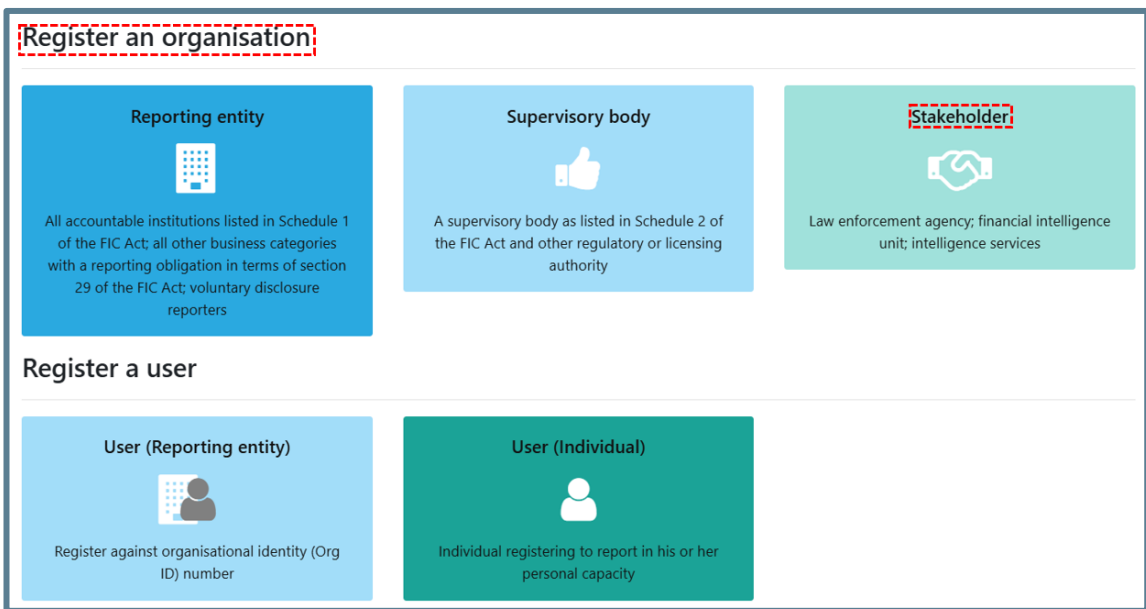 Register an organisation
Reporting entity
All accountable institutions listed in Schedule 1
of the FIC Act; all other business categories
with a reporting obligation in terms of section
29 of the FIC Act; voluntary disclosure
reporters
Supervisory body
A supervisory body as listed in Schedule 2 of
the FIC Act and other regulatory or licensing
authority
Stakeholder
Law enforcement agency; financial intelligence
unit; intelligence services
Register a user
User (Reporting entity)
Register against organisational identity (Org
ID) number
User (Individual)
Individual registering to report in his or her
personal capacity